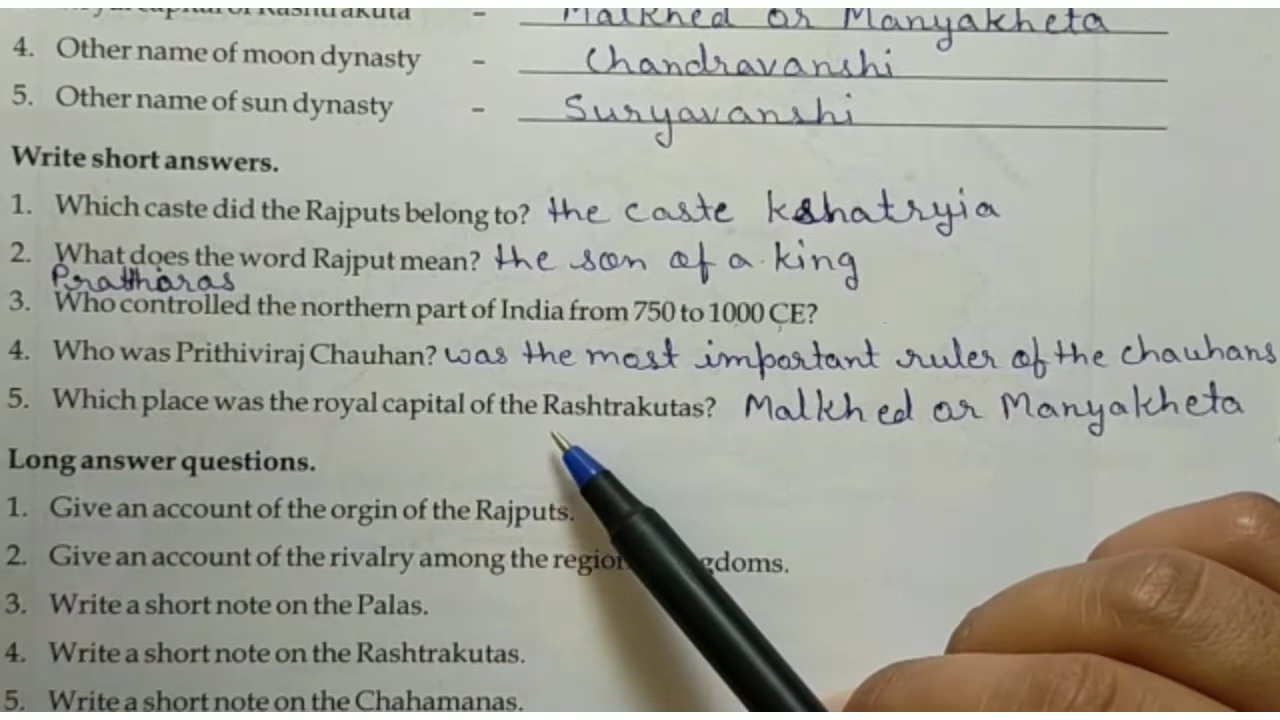 Malkhed or Manyakheta
4. Other name of moon dynasty - Chandravanshi
5. Other name of sun dynasty - Suryavanshi
Write short answers.
1. Which caste did the Rajputs belong to? the caste kshatryia
2. What does the word Rajput mean? the son of a king
Pratiharas
3. Who controlled the northern part of India from 750 to 1000 CE?
4. Who was Prithiviraj Chauhan? was the most important ruler of the chauhans
5. Which place was the royal capital of the Rashtrakutas? Malkhed or Manyakheta
Long answer questions.
1. Give an account of the orgin of the Rajputs.
2. Give an account of the rivalry among the
3. Write a short note on the Palas.
4. Write a short note on the Rashtrakutas.
5. Write a short note on the Chahamanas.